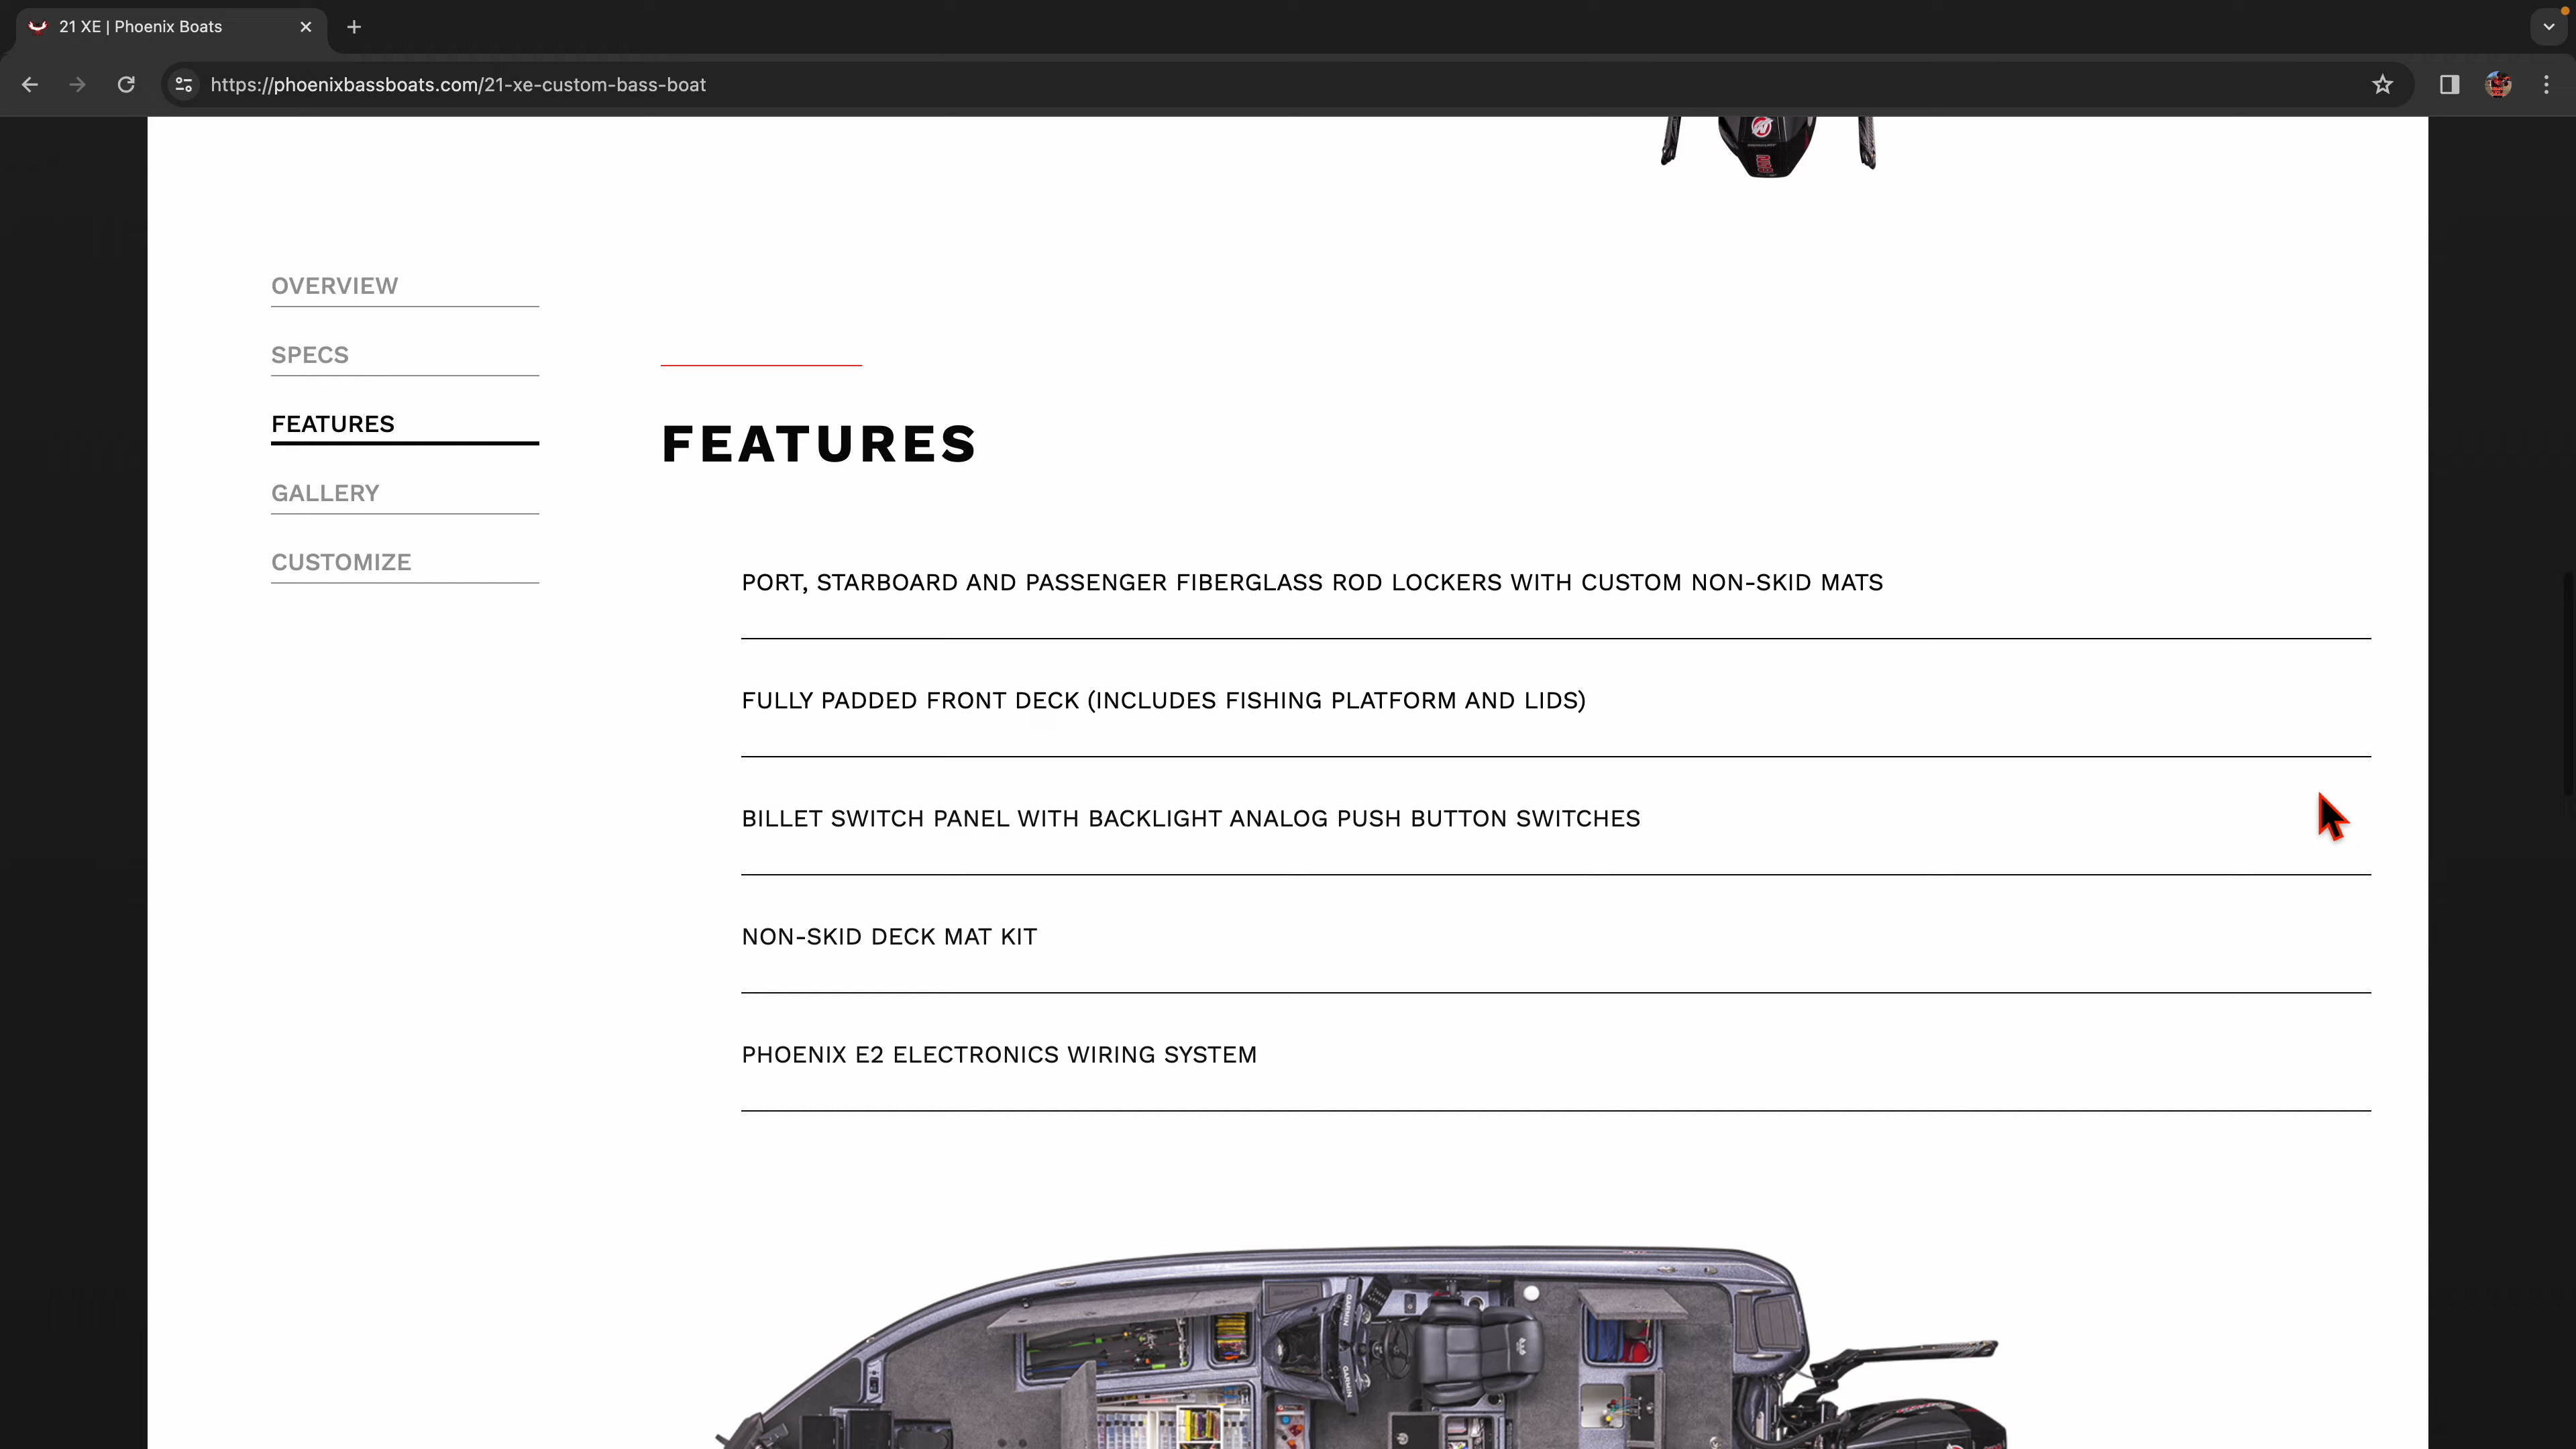 21 XE | Phoenix Boats
https://phoenixbassboats.com/21-xe-custom-bass-boat
OVERVIEW
SPECS
FEATURES
GALLERY
CUSTOMIZE
FEATURES
PORT, STARBOARD AND PASSENGER FIBERGLASS ROD LOCKERS WITH CUSTOM NON-SKID MATS
FULLY PADDED FRONT DECK (INCLUDES FISHING PLATFORM AND LIDS)
BILLET SWITCH PANEL WITH BACKLIGHT ANALOG PUSH BUTTON SWITCHES
NON-SKID DECK MAT KIT
PHOENIX E2 ELECTRONICS WIRING SYSTEM
GARMIN
GARMIN